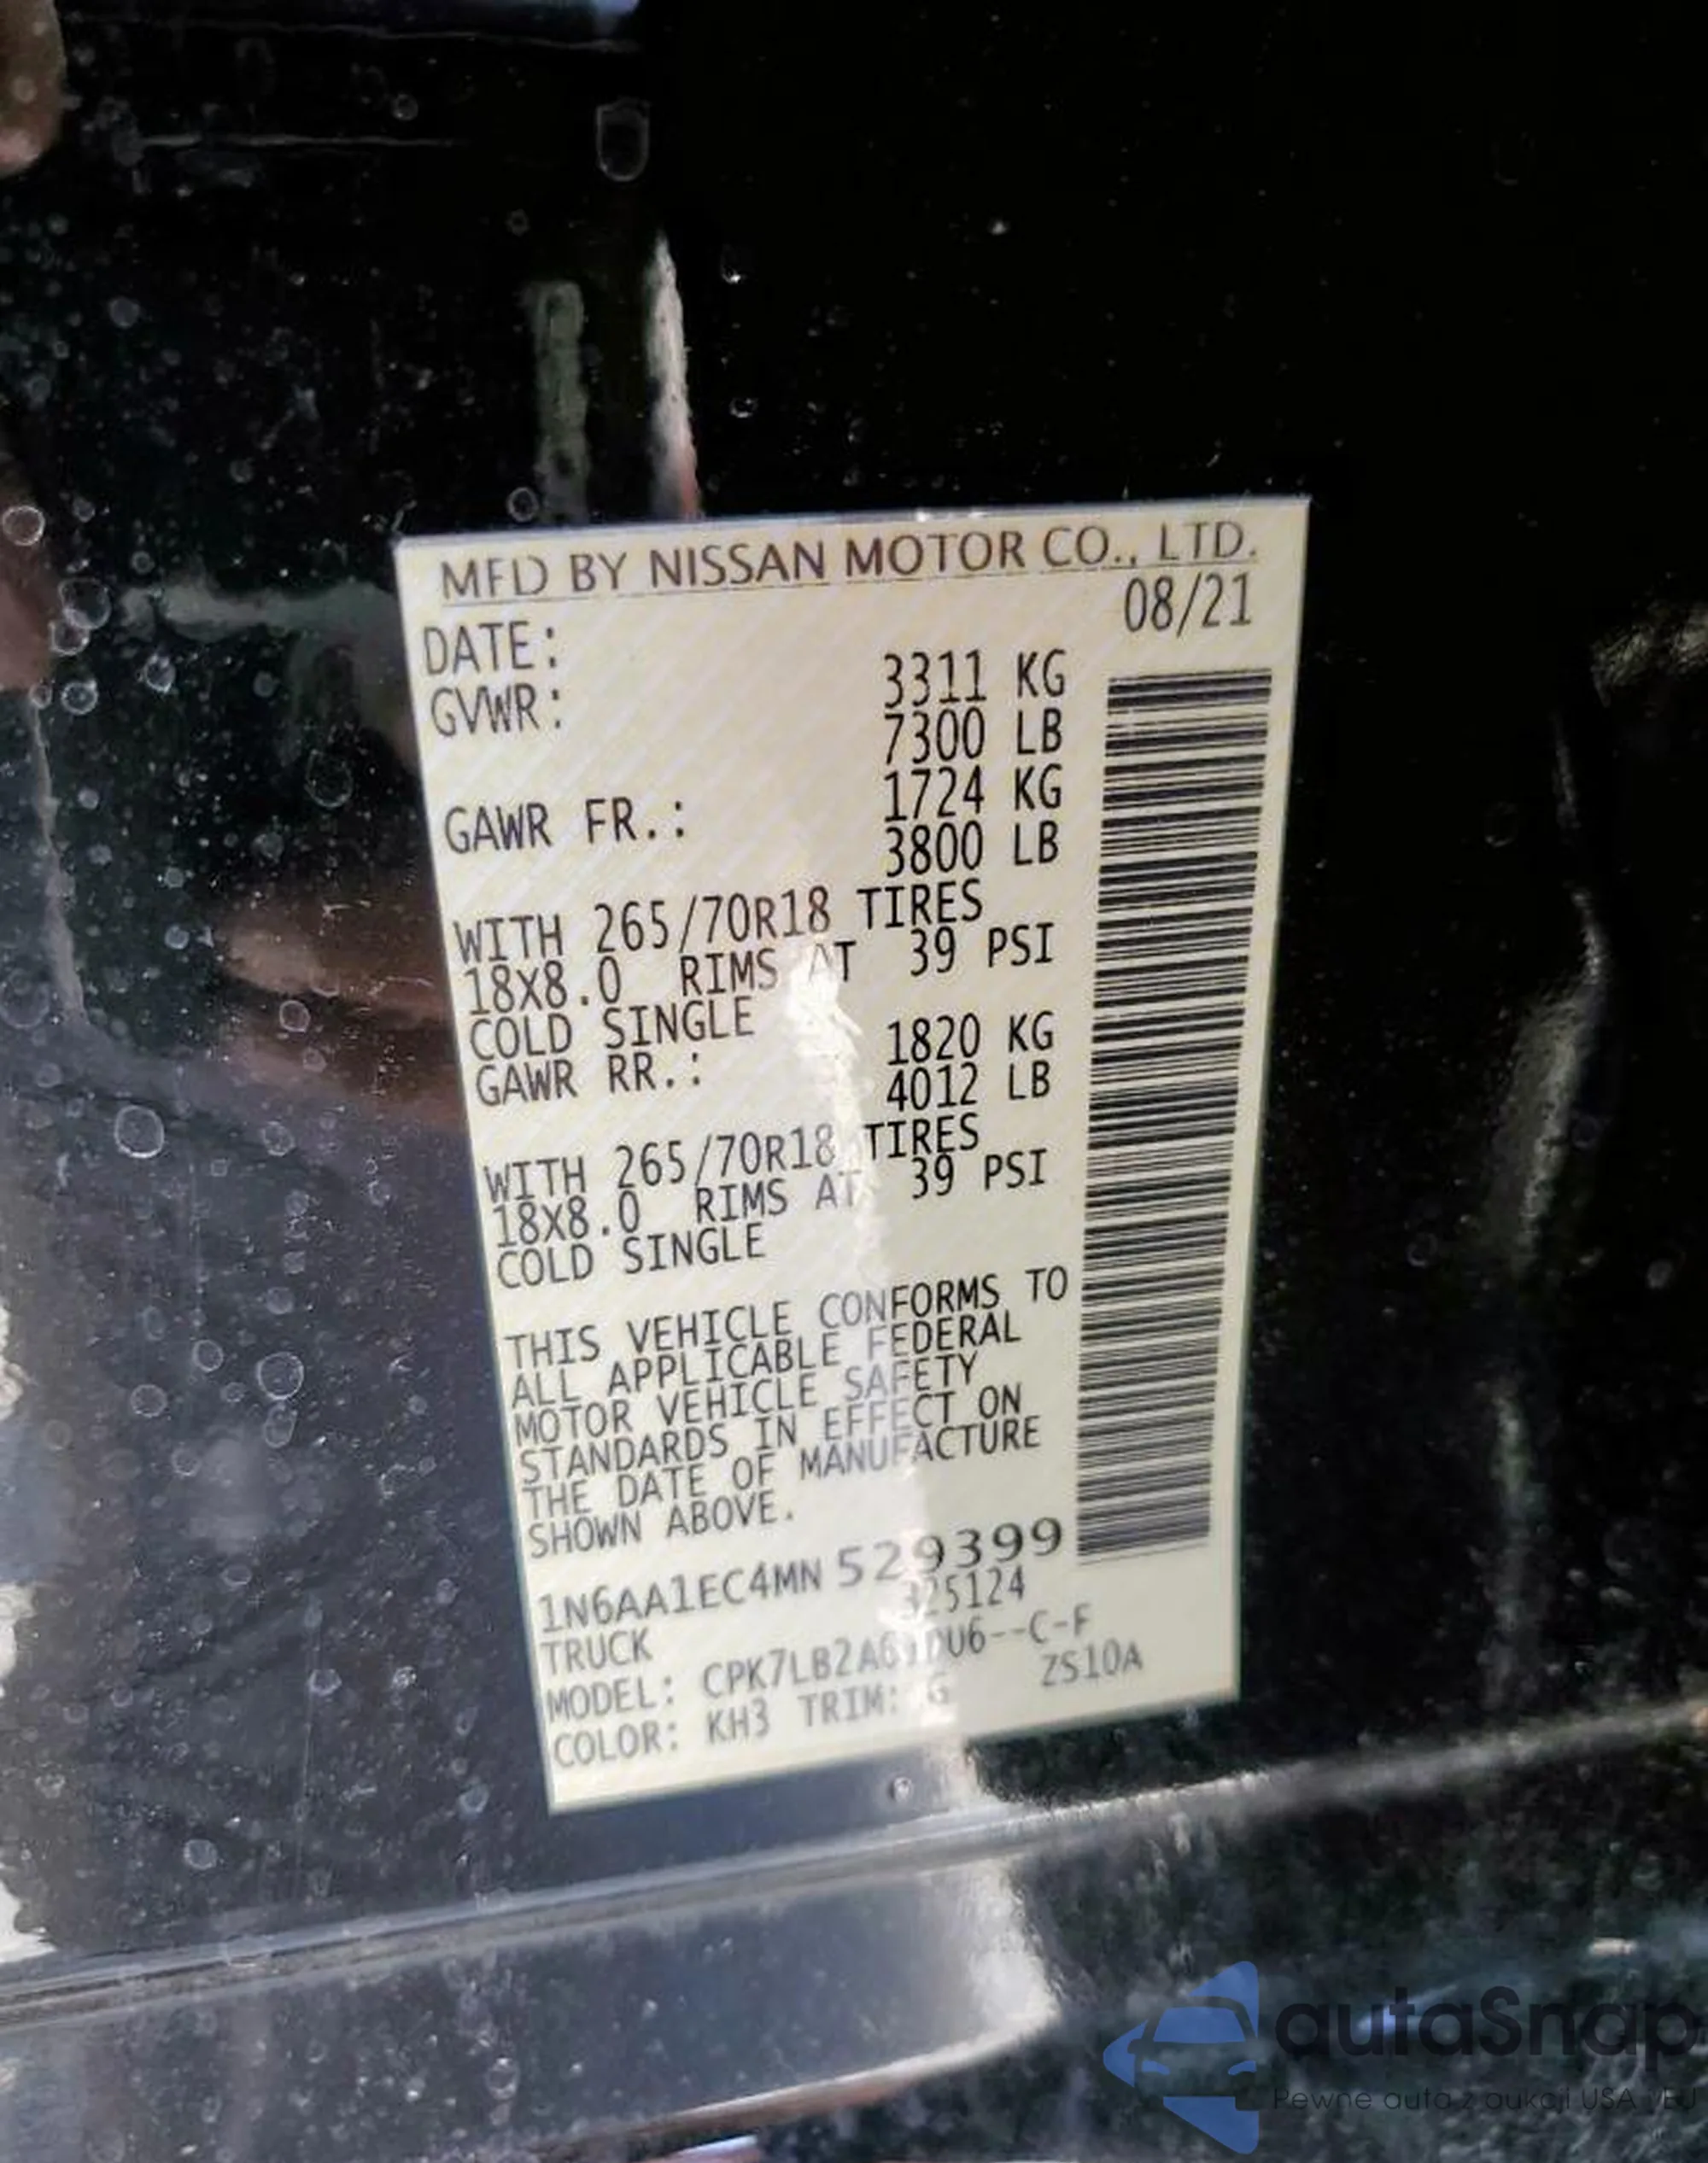 MFD BY NISSAN MOTOR CO., LTD.
DATE: 08/21
GVWR: 3311 KG
7300 LB
GAWR FR.: 1724 KG
3800 LB
WITH 265/70R18 TIRES
18X8.0 RIMS AT 39 PSI
COLD SINGLE
GAWR RR.: 1820 KG
4012 LB
WITH 265/70R18 TIRES
18X8.0 RIMS AT 39 PSI
COLD SINGLE
THIS VEHICLE CONFORMS TO
ALL APPLICABLE FEDERAL
MOTOR VEHICLE SAFETY
STANDARDS IN EFFECT ON
THE DATE OF MANUFACTURE
SHOWN ABOVE.
1N6AA1EC4MN 529399
TRUCK
MODEL:
COLOR: KH3 TRIM: G ZS10A
autaSnap
Pewne auta z aukcji USA